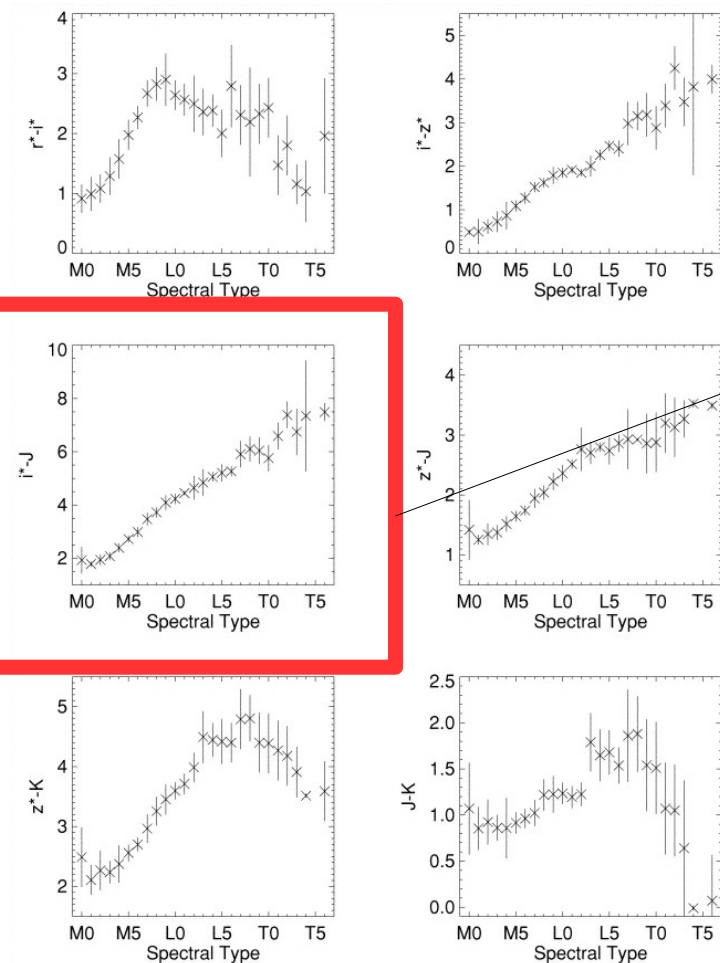 4
3
2
1
0
r*-i*
M0 M5 L0 L5 T0 T5
Spectral Type
5
4
3
2
1
0
i*-z*
M0 M5 L0 L5 T0 T5
Spectral Type
10
8
6
4
2
i*-J
M0 M5 L0 L5 T0 T5
Spectral Type
4
3
2
1
z*-J
M0 M5 L0 L5 T0 T5
Spectral Type
5
4
3
2
z*-K
M0 M5 L0 L5 T0 T5
Spectral Type
2.5
2.0
1.5
1.0
0.5
0.0
J-K
M0 M5 L0 L5 T0 T5
Spectral Type